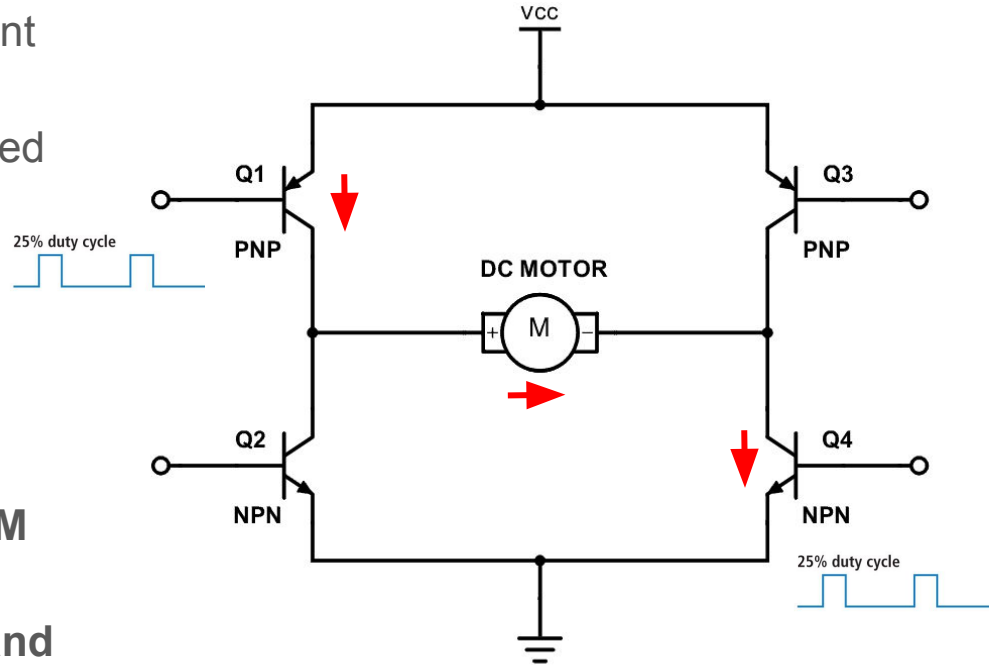 nt
ed
M
nd
VCC
Q1
Q3
25% duty cycle
PNP
PNP
DC MOTOR
+
M
−
Q2
Q4
NPN
NPN
25% duty cycle